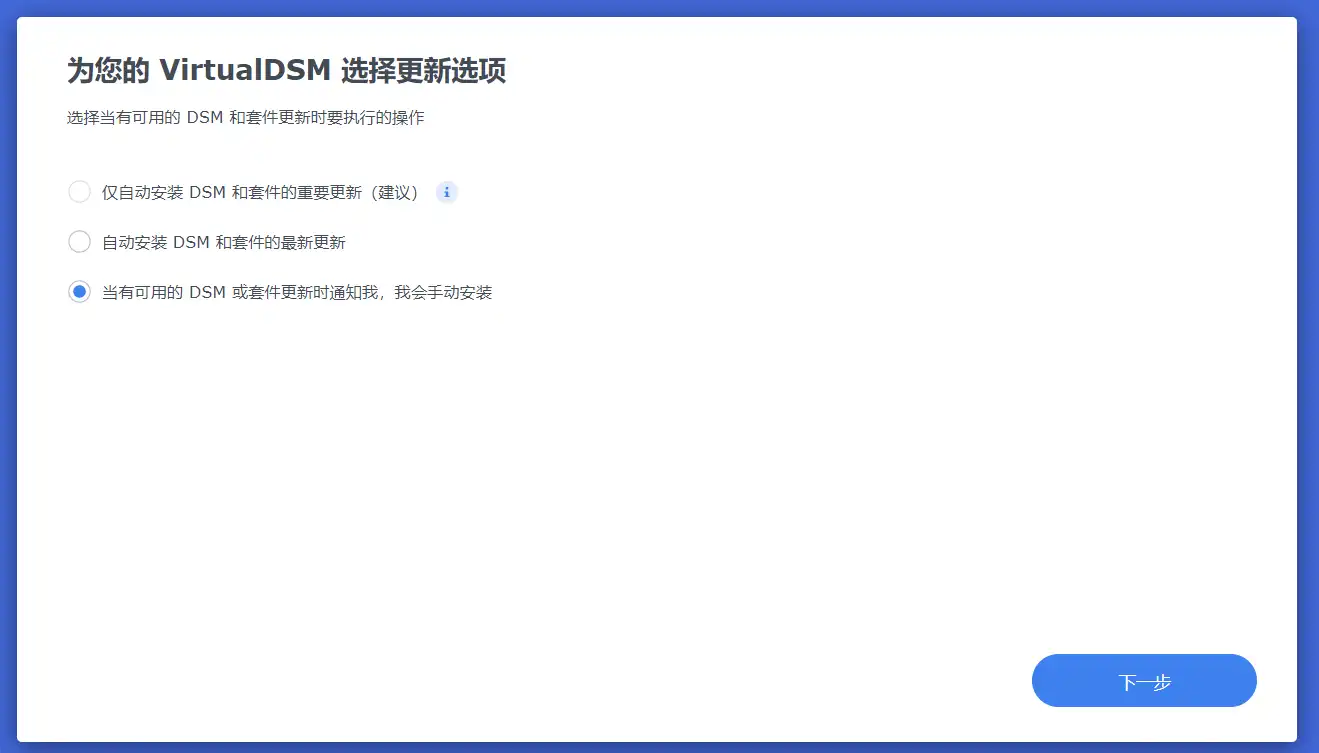 为您的 VirtualDSM 选择更新选项
选择当有可用的 DSM 和套件更新时要执行的操作
仅自动安装 DSM 和套件的重要更新（建议） i
自动安装 DSM 和套件的最新更新
当有可用的 DSM 或套件更新时通知我，我会手动安装
下一步